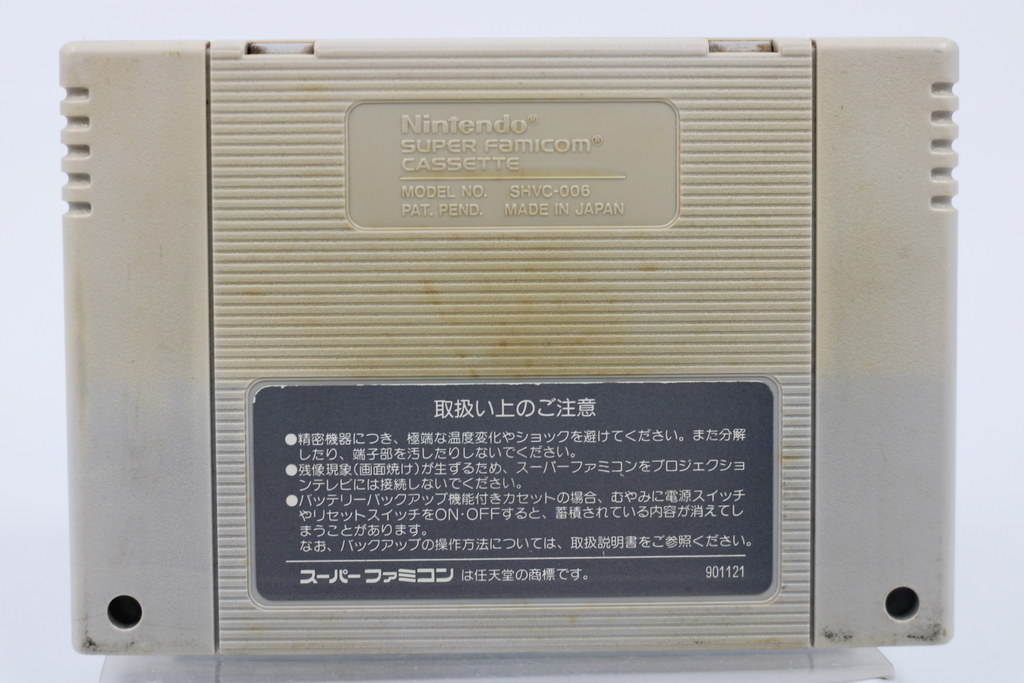 Nintendo®
SUPER FAMICOM®
CASSETTE
MODEL NO. SHVC-006
PAT. PEND. MADE IN JAPAN
取扱い上のご注意
●精密機器につき、極端な温度変化やショックを避けてください。また分解
したり、端子部を汚したりしないでください。
●残像現象(画面焼け)が生ずるため、スーパーファミコンをプロジェクショ
ンテレビには接続しないでください。
●バッテリーバックアップ機能付きカセットの場合、むやみに電源スイッチ
やリセットスイッチをON·OFFすると、蓄積されている内容が消えてし
まうことがあります。
なお、バックアップの操作方法については、取扱説明書をご参照ください。
スーパーファミコン は任天堂の商標です。 901121